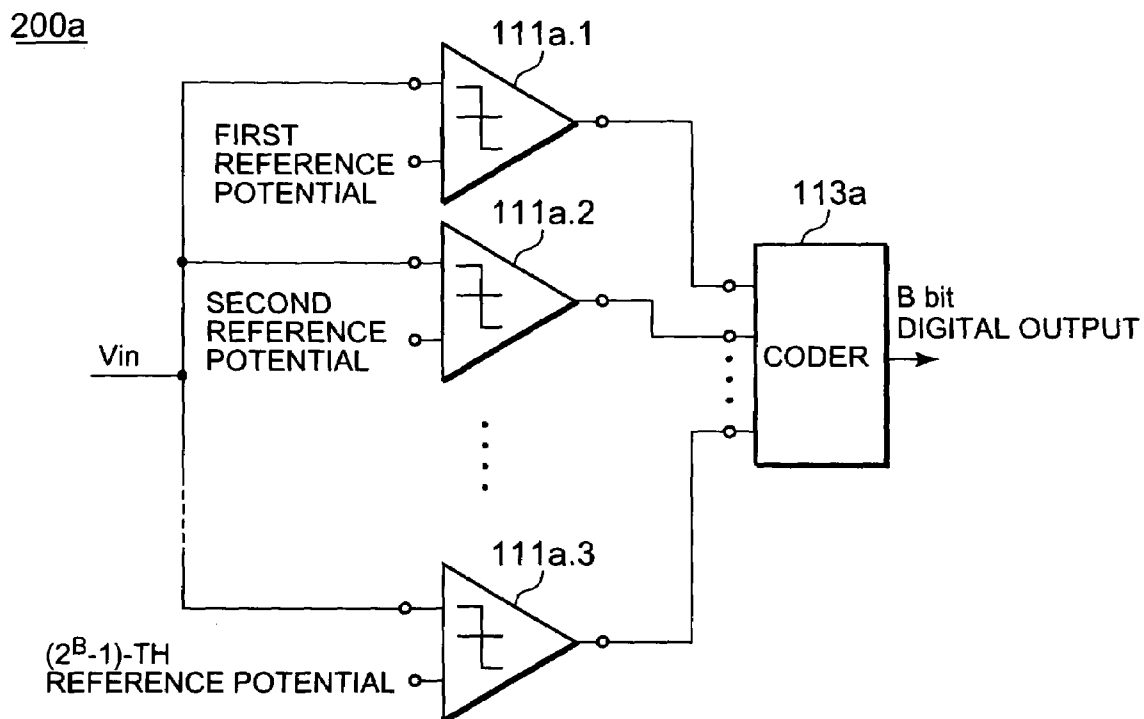 200a
111a.1
FIRST
REFERENCE
POTENTIAL
111a.2
113a
SECOND
REFERENCE
POTENTIAL
Vin
CODER
B bit
DIGITAL OUTPUT
111a.3
(2^B-1)-TH
REFERENCE POTENTIAL